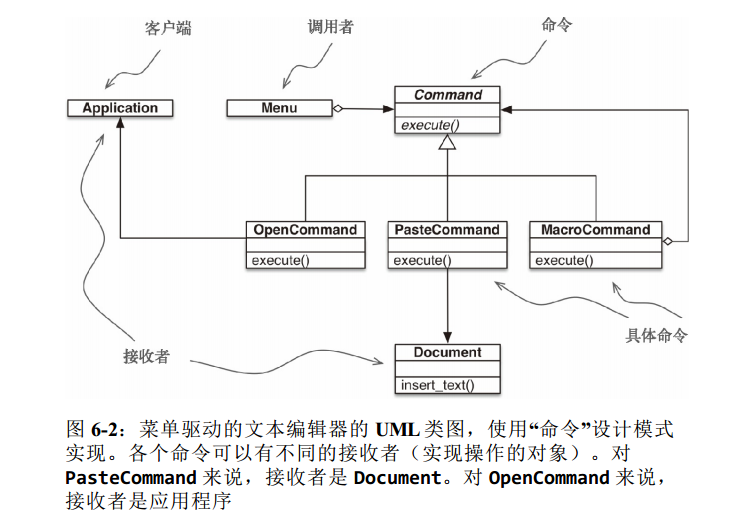 客户端
调用者
命令
Application
Menu
Command
execute()
OpenCommand
execute()
PasteCommand
execute()
MacroCommand
execute()
具体命令
接收者
Document
insert_text()
图 6-2：菜单驱动的文本编辑器的 UML 类图，使用“命令”设计模式
实现。各个命令可以有不同的接收者（实现操作的对象）。对
PasteCommand 来说，接收者是 Document。对 OpenCommand 来说，
接收者是应用程序